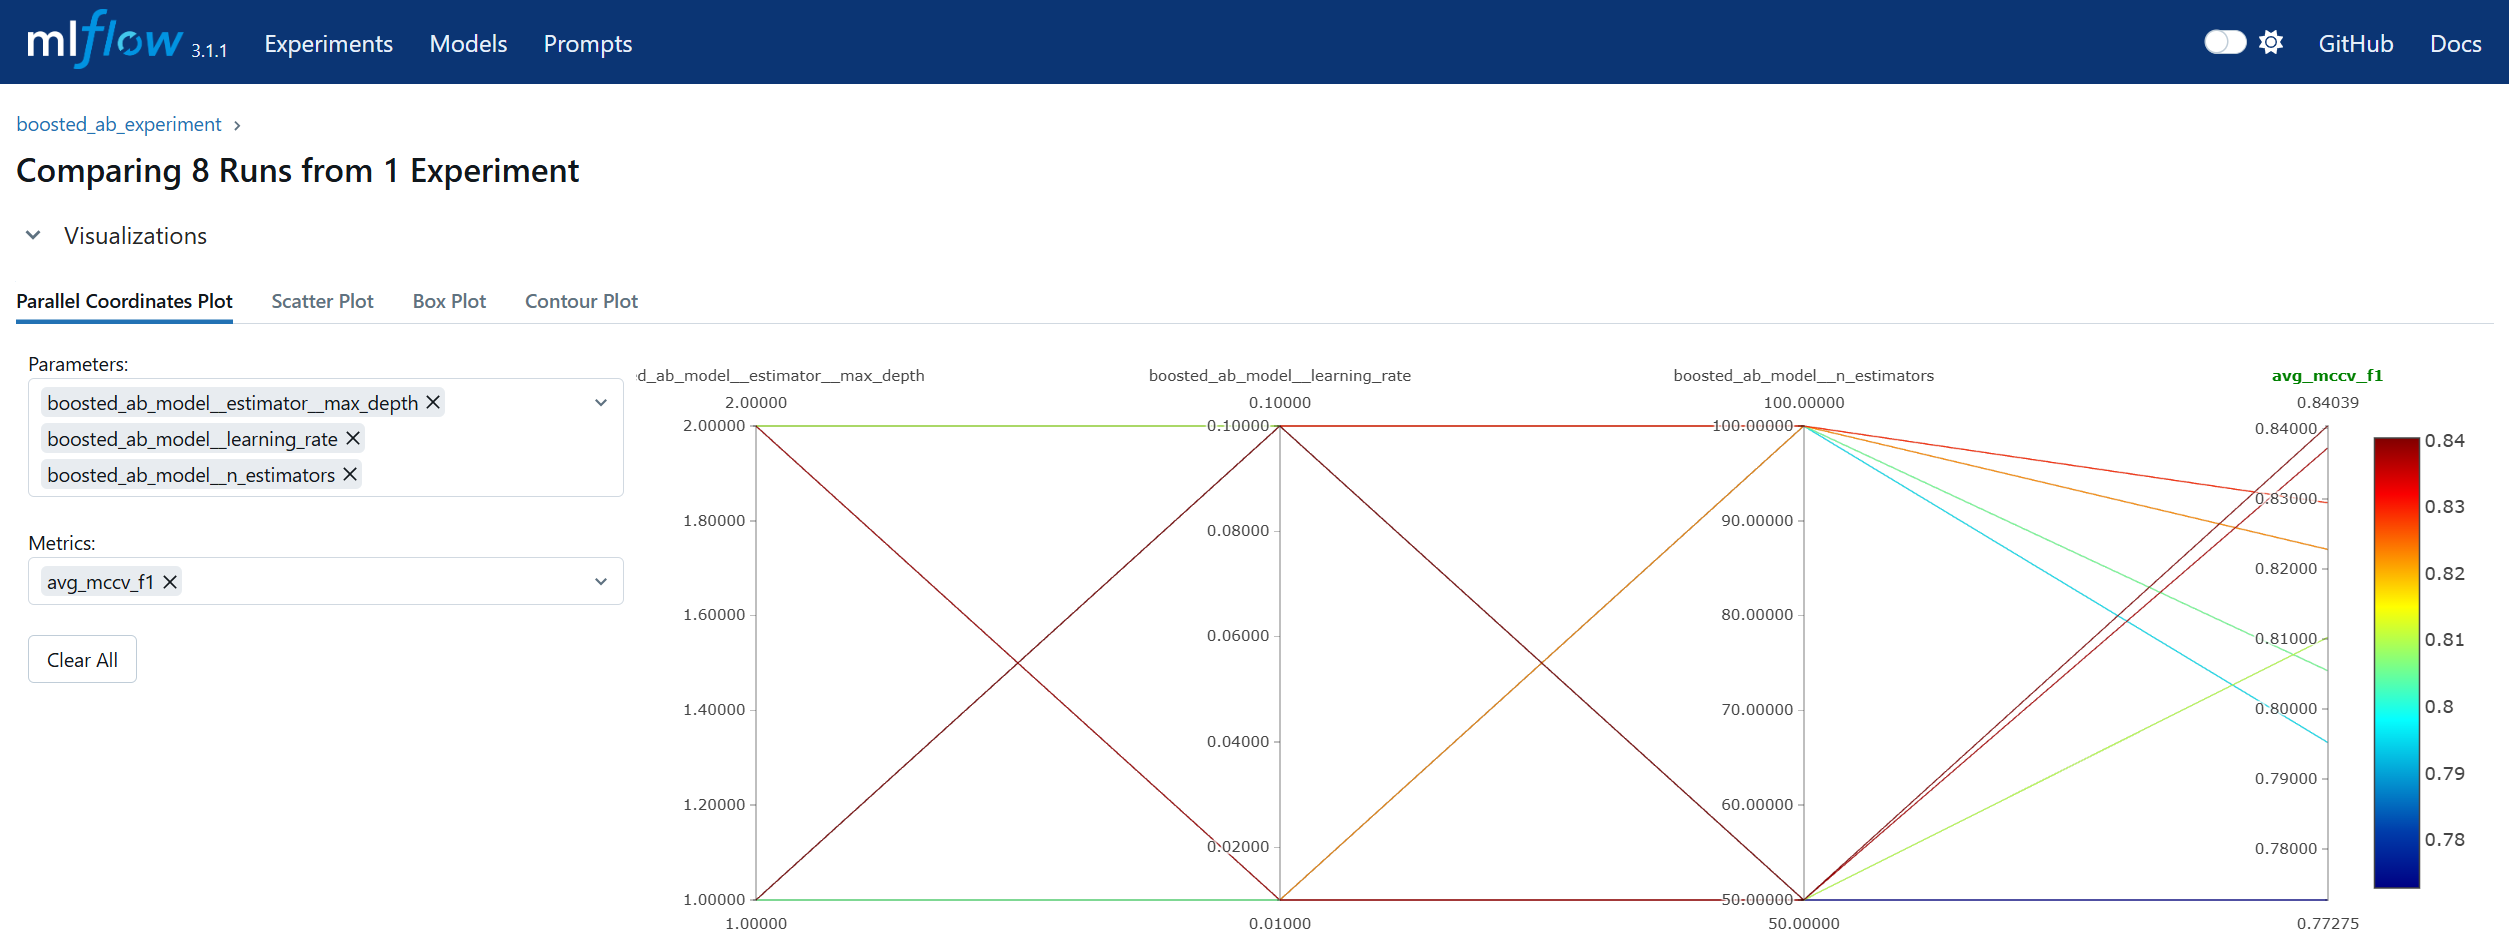 mlflow 3.1.1 Experiments Models Prompts GitHub Docs
boosted_ab_experiment
Comparing 8 Runs from 1 Experiment
Visualizations
Parallel Coordinates Plot Scatter Plot Box Plot Contour Plot
Parameters:
boosted_ab_model__estimator__max_depth
boosted_ab_model__learning_rate
boosted_ab_model__n_estimators
Metrics:
avg_mccv_f1
Clear All
d_ab_model__estimator__max_depth
2.00000
2.00000
1.80000
1.60000
1.40000
1.20000
1.00000
1.00000
boosted_ab_model__learning_rate
0.10000
0.10000
0.08000
0.06000
0.04000
0.02000
0.01000
boosted_ab_model__n_estimators
100.00000
100.00000
90.00000
80.00000
70.00000
60.00000
50.00000
50.00000
avg_mccv_f1
0.84039
0.84000
0.83000
0.82000
0.81000
0.80000
0.79000
0.78000
0.77275
0.84
0.83
0.82
0.81
0.8
0.79
0.78